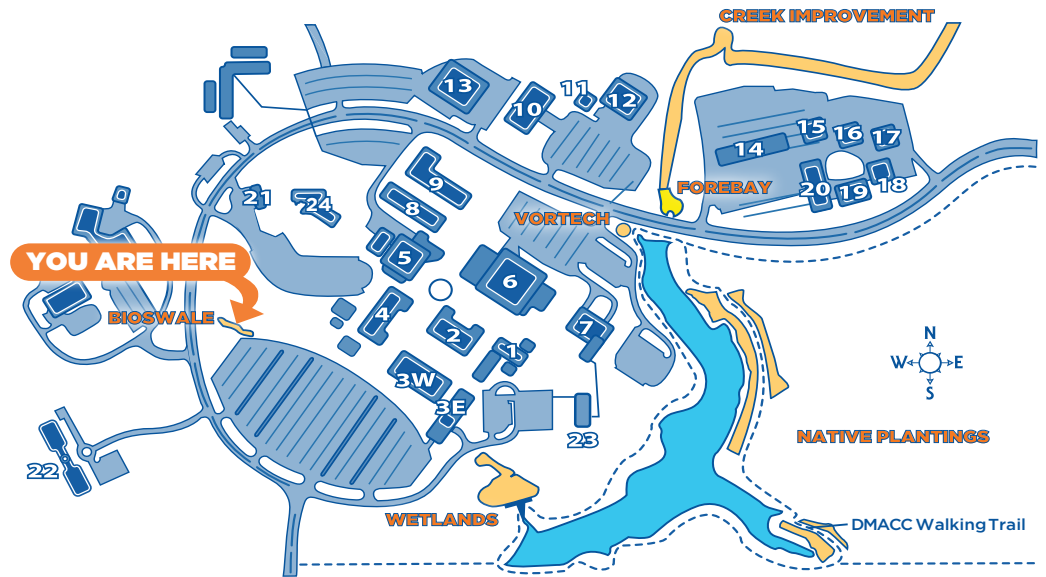 CREEK IMPROVEMENT
13
10
11
12
14
15
16
17
18
19
20
FOREBAY
9
8
21
24
VORTECH
5
6
YOU ARE HERE
BIOSWALE
4
2
7
1
3W
3E
23
22
N
W
E
S
NATIVE PLANTINGS
WETLANDS
DMACC Walking Trail